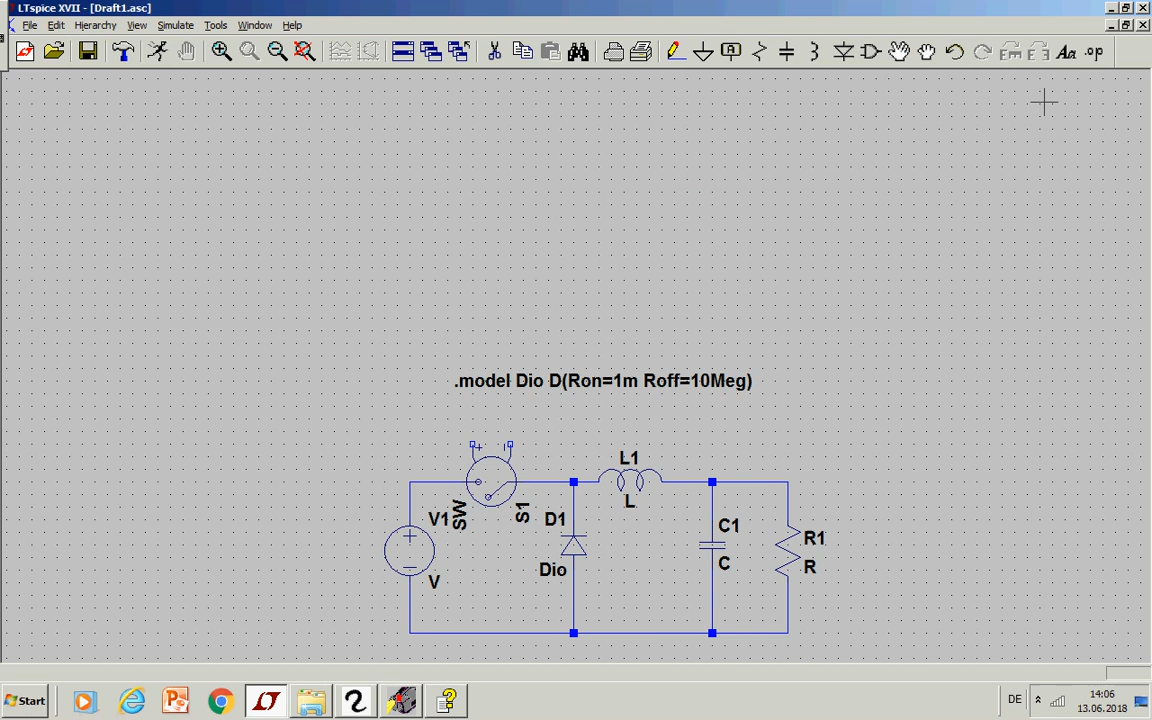 LTspice XVII - [Draft1.asc]
File Edit Hierarchy View Simulate Tools Window Help
.op
.model Dio D(Ron=1m Roff=10Meg)
L1
L
V1
SW
S1
D1
C1
R1
Dio
C
R
V
Start
DE
14:06
13.06.2018